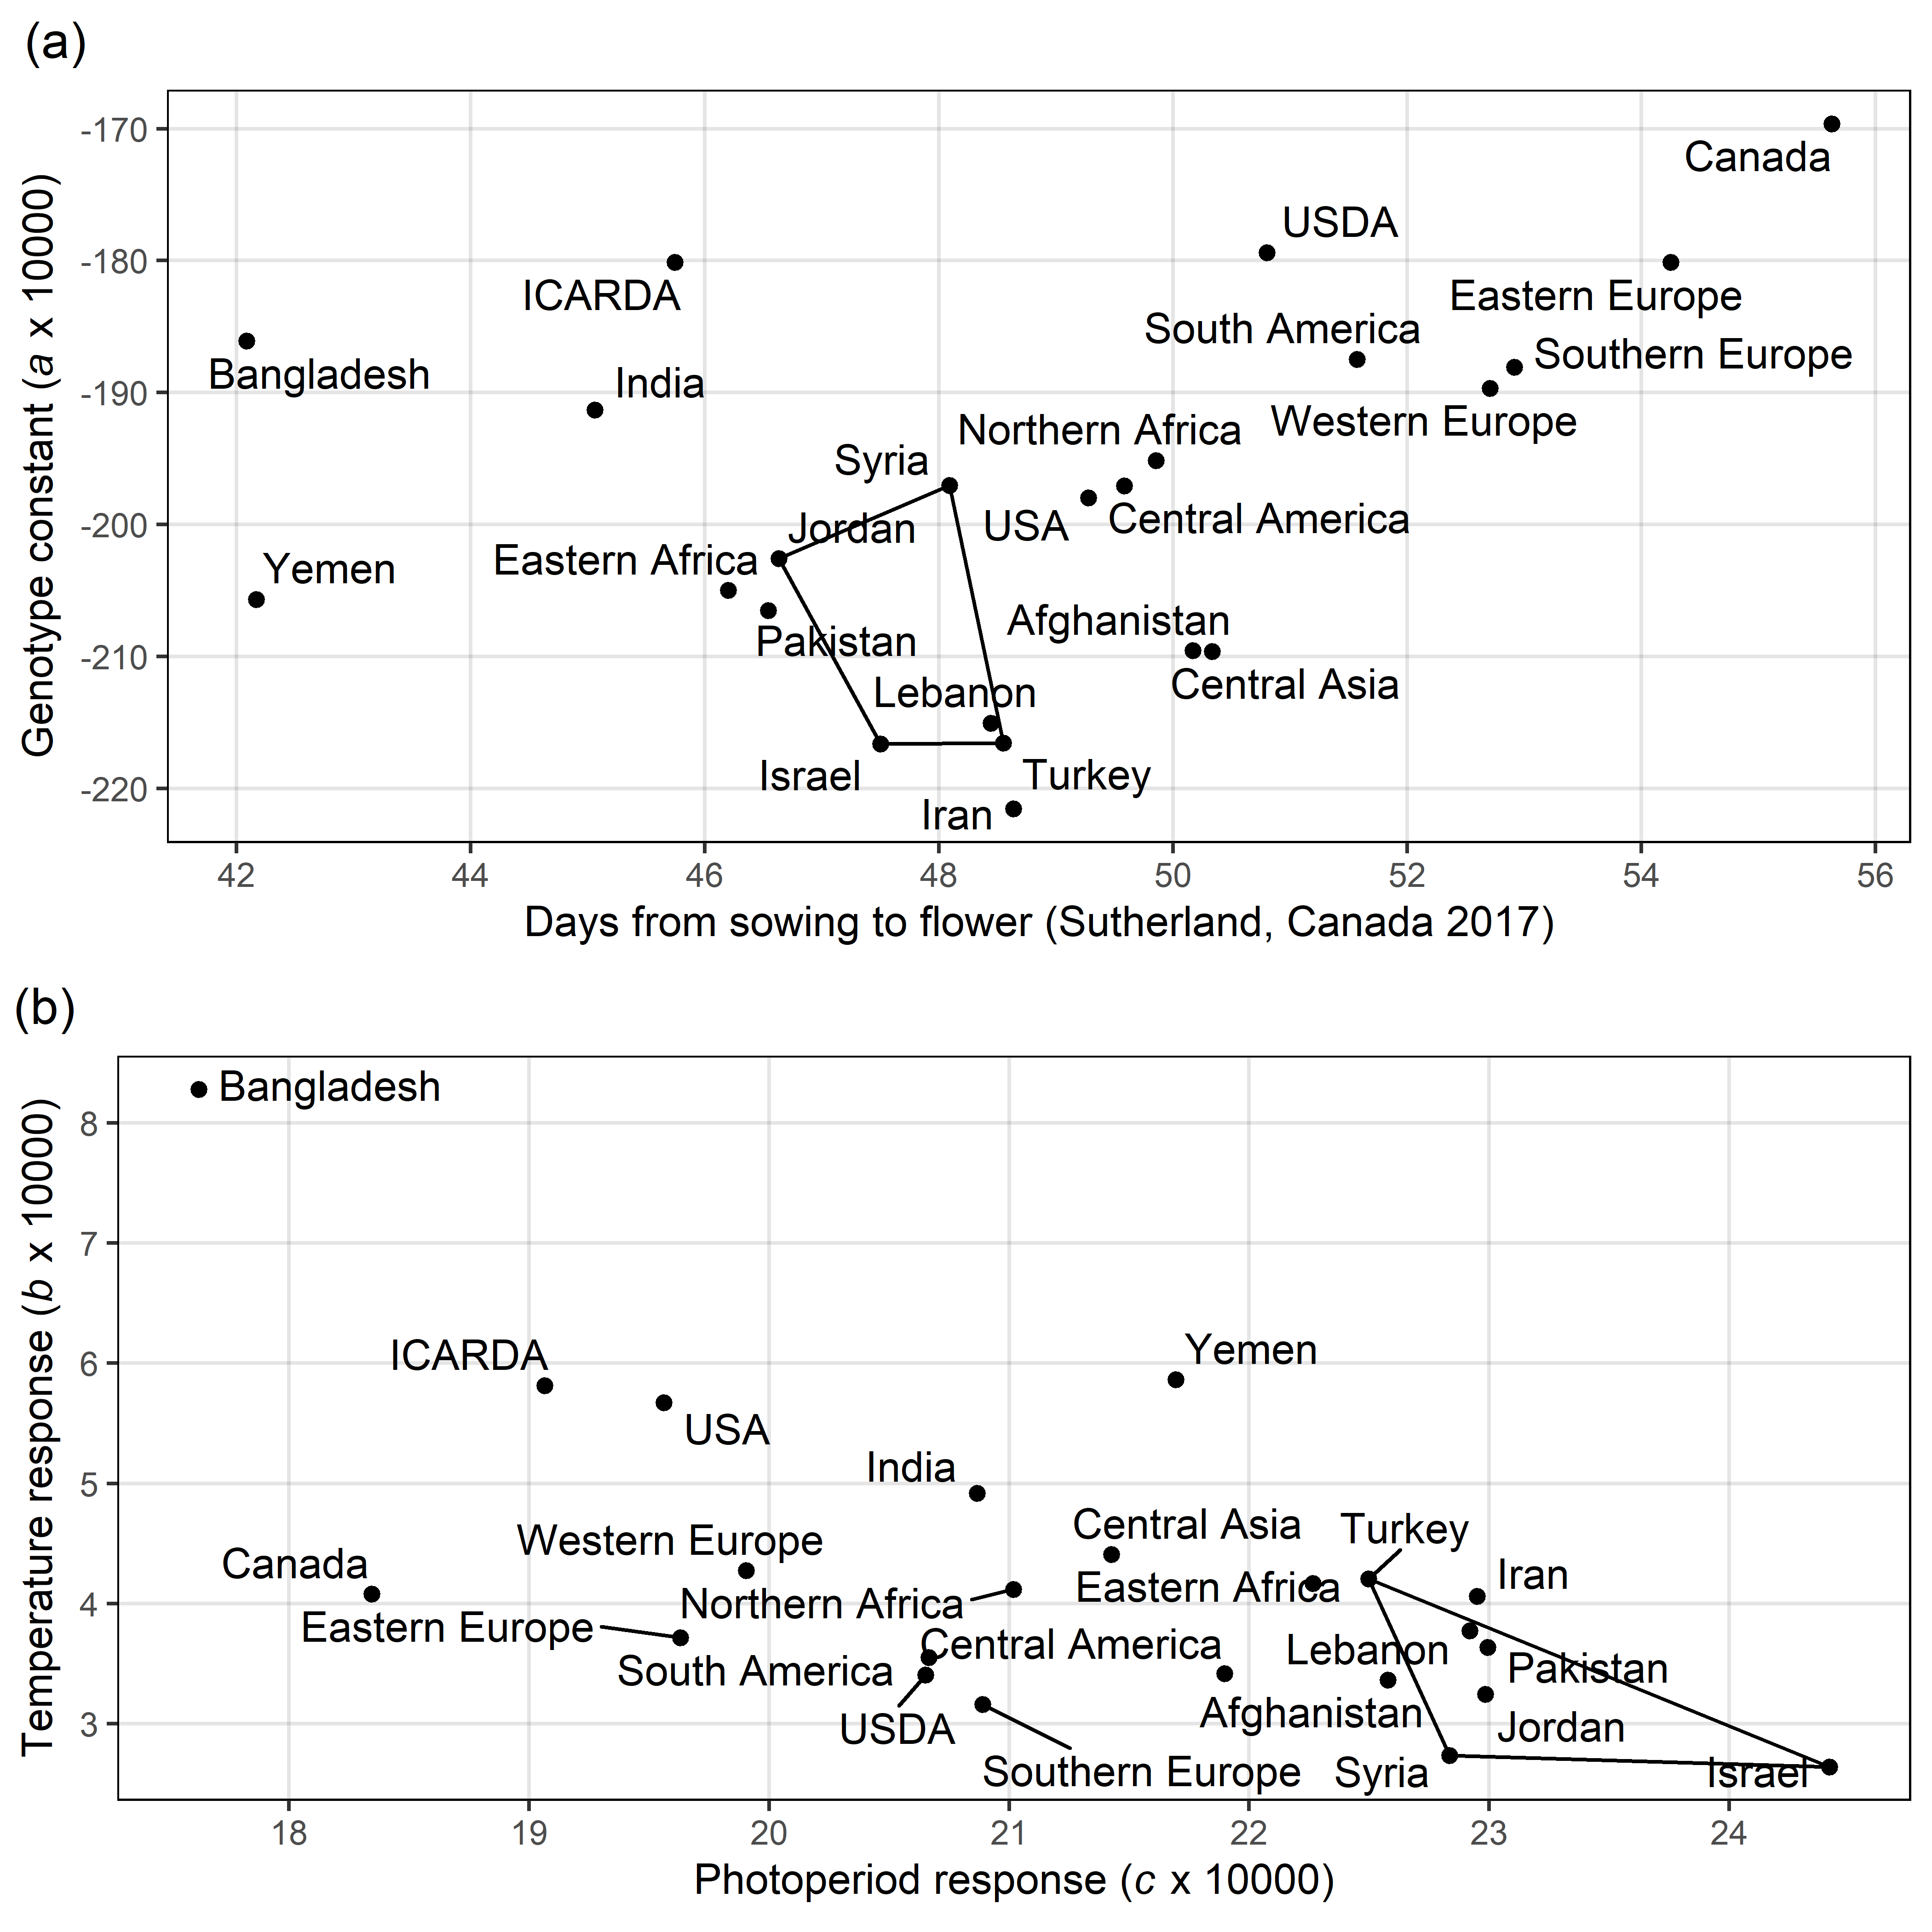 (a)
Genotype constant (a x 10000)
-170
-180
-190
-200
-210
-220
Canada
USDA
ICARDA
Eastern Europe
South America
Southern Europe
Bangladesh
India
Western Europe
Northern Africa
Syria
Central America
USA
Jordan
Eastern Africa
Yemen
Afghanistan
Pakistan
Central Asia
Lebanon
Israel
Turkey
Iran
42 44 46 48 50 52 54 56
Days from sowing to flower (Sutherland, Canada 2017)
(b)
Temperature response (b x 10000)
8
7
6
5
4
3
Bangladesh
ICARDA
Yemen
USA
India
Central Asia
Turkey
Western Europe
Canada
Iran
Eastern Africa
Northern Africa
Eastern Europe
Central America
Lebanon
South America
Pakistan
Afghanistan
USDA
Jordan
Southern Europe
Syria
Israel
18 19 20 21 22 23 24
Photoperiod response (c x 10000)